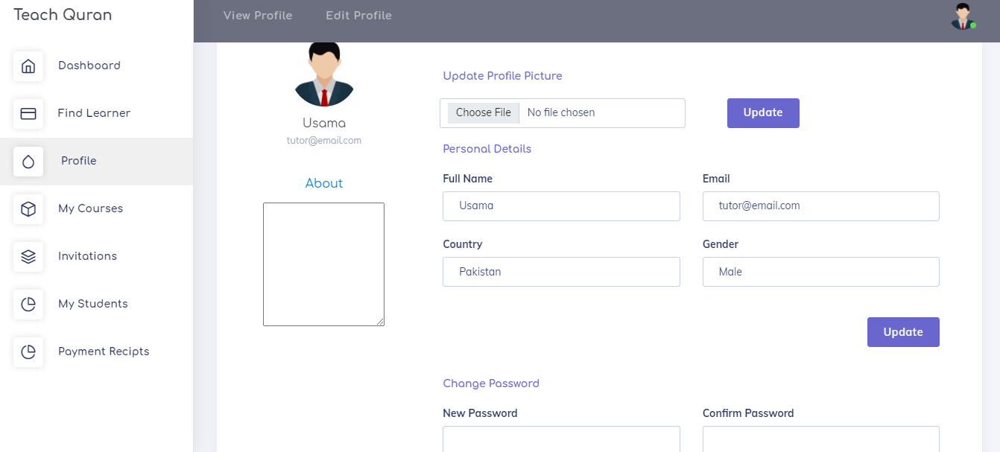 Teach Quran
Dashboard
Find Learner
Profile
My Courses
Invitations
My Students
Payment Recipts
View Profile
Edit Profile
Usama
tutor@email.com
About
Update Profile Picture
Choose File No file chosen
Update
Personal Details
Full Name
Usama
Email
tutor@email.com
Country
Pakistan
Gender
Male
Update
Change Password
New Password
Confirm Password